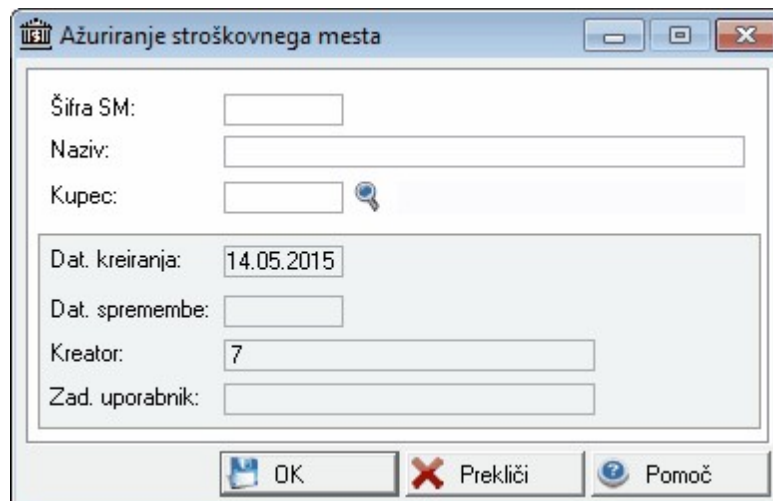 Ažuriranje stroškovnega mesta
Šifra SM:
Naziv:
Kupec:
Dat. kreiranja: 14.05.2015
Dat. spremembe:
Kreator: 7
Zad. uporabnik:
OK Prekliči Pomoč